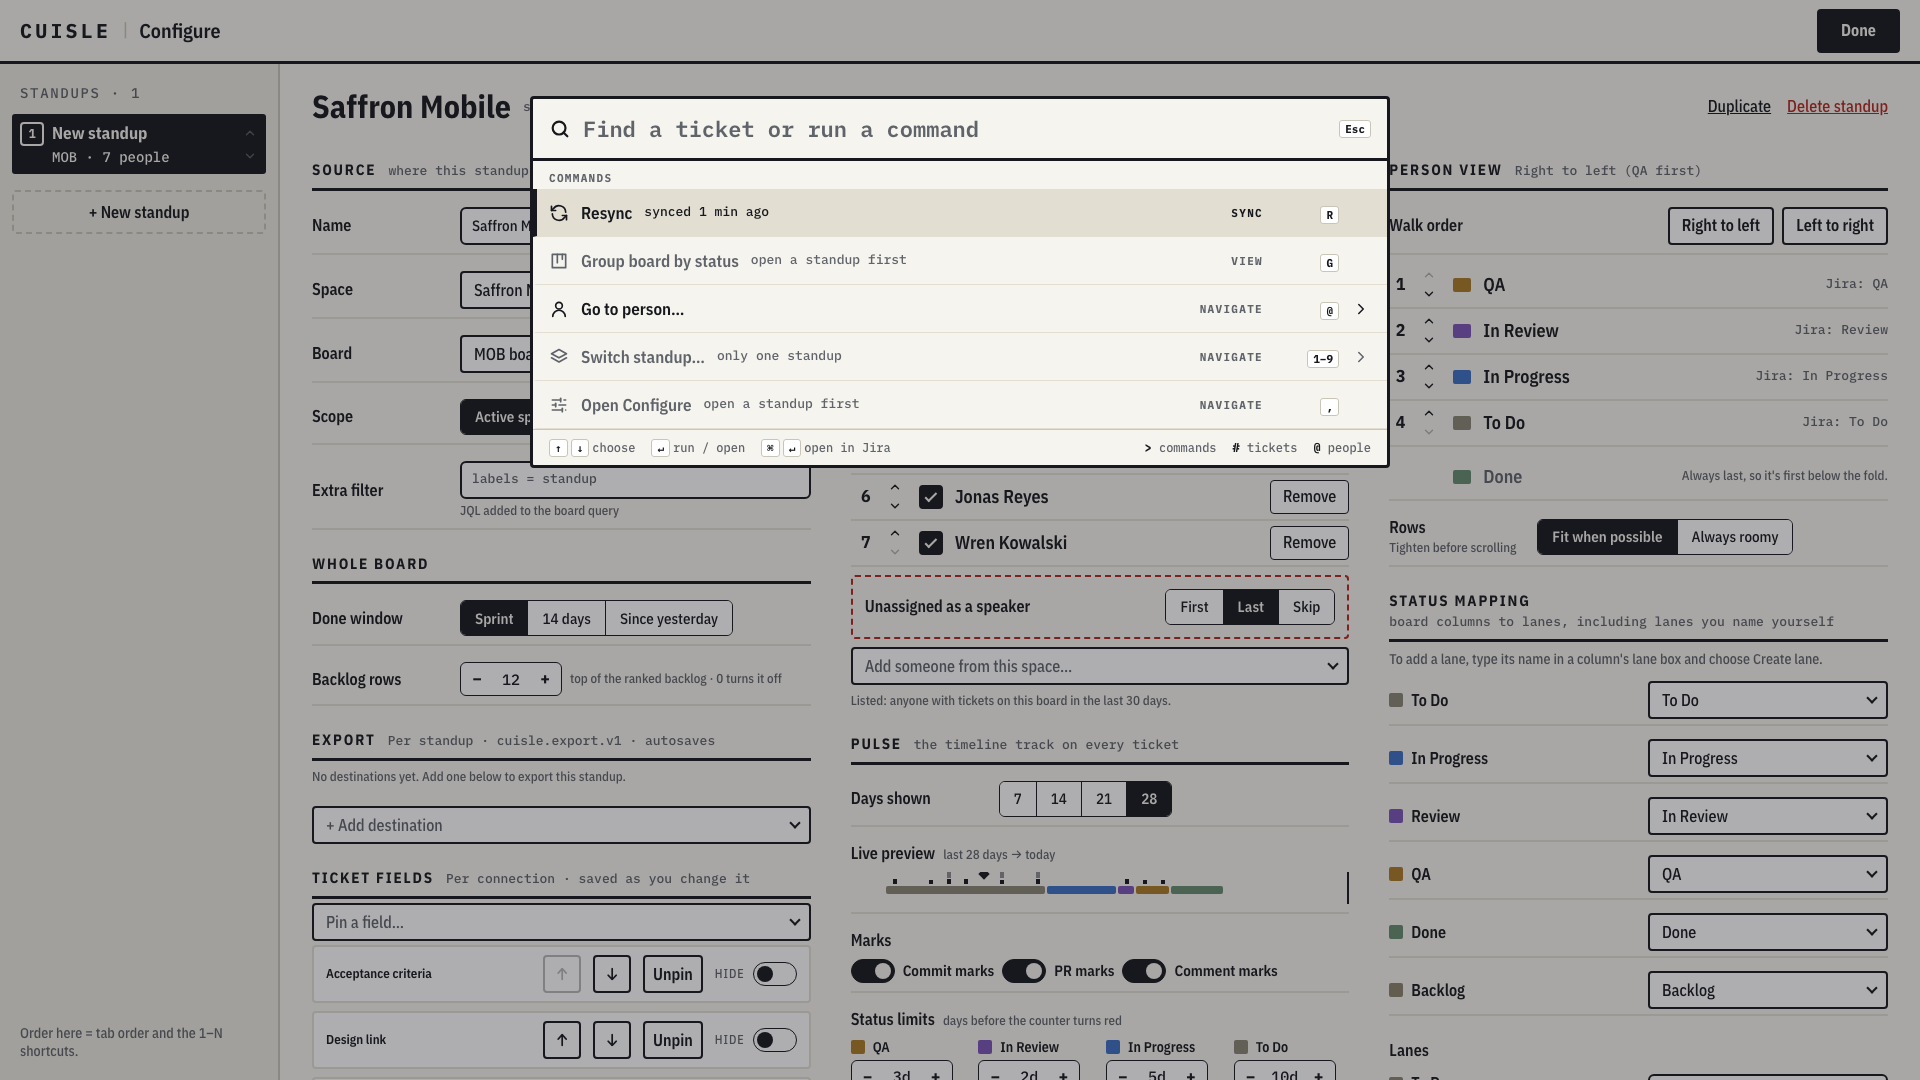 CUISLE Configure Done
STANDUPS · 1
1 New standup
MOB · 7 people
+ New standup
Order here = tab order and the 1–N
shortcuts.
Saffron Mobile
Duplicate Delete standup
Find a ticket or run a command Esc
COMMANDS
Resync synced 1 min ago SYNC R
Group board by status open a standup first VIEW G
Go to person... NAVIGATE @
Switch standup... only one standup NAVIGATE 1–9
Open Configure open a standup first NAVIGATE ,
↑ ↓ choose ↵ run / open ⌘ ↵ open in Jira > commands # tickets @ people
SOURCE where this standup
Name Saffron M
Space Saffron
Board MOB boa
Scope Active sp
Extra filter labels = standup
JQL added to the board query
WHOLE BOARD
Done window Sprint 14 days Since yesterday
Backlog rows − 12 + top of the ranked backlog · 0 turns it off
EXPORT Per standup · cuisle.export.v1 · autosaves
No destinations yet. Add one below to export this standup.
+ Add destination
TICKET FIELDS Per connection · saved as you change it
Pin a field...
Acceptance criteria ↑ ↓ Unpin HIDE
Design link ↑ ↓ Unpin HIDE
6 Jonas Reyes Remove
7 Wren Kowalski Remove
Unassigned as a speaker First Last Skip
Add someone from this space...
Listed: anyone with tickets on this board in the last 30 days.
PULSE the timeline track on every ticket
Days shown 7 14 21 28
Live preview last 28 days → today
Marks
Commit marks PR marks Comment marks
Status limits days before the counter turns red
QA In Review In Progress To Do
− 3d + − 2d + − 5d + − 10d +
PERSON VIEW Right to left (QA first)
Walk order Right to left Left to right
1 QA Jira: QA
2 In Review Jira: Review
3 In Progress Jira: In Progress
4 To Do Jira: To Do
Done Always last, so it's first below the fold.
Rows
Tighten before scrolling
Fit when possible Always roomy
STATUS MAPPING
board columns to lanes, including lanes you name yourself
To add a lane, type its name in a column's lane box and choose Create lane.
To Do To Do
In Progress In Progress
Review In Review
QA QA
Done Done
Backlog Backlog
Lanes